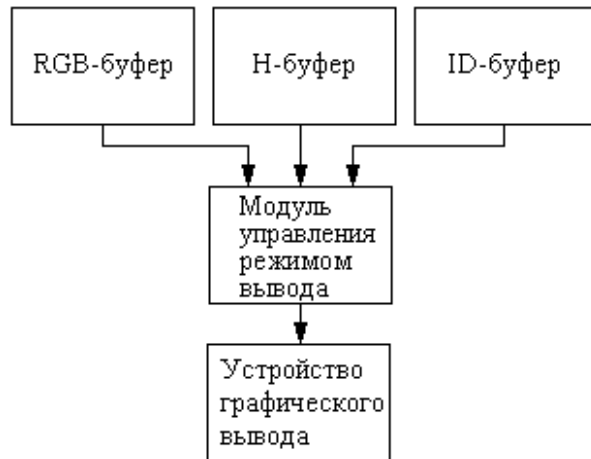 RGB-буфер
H-буфер
ID-буфер
Модуль
управления
режимом
вывода
Устройство
графического
вывода